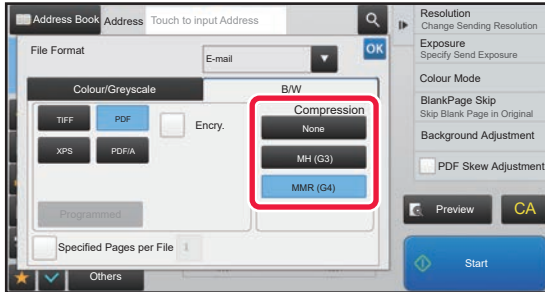 Address Book Address Touch to input Address
File Format
E-mail
OK
Colour/Greyscale
B/W
TIFF
PDF
Encry.
XPS
PDF/A
Programmed
Specified Pages per File 1
Compression
None
MH (G3)
MMR (G4)
Others
Resolution
Change Sending Resolution
Exposure
Specify Send Exposure
Colour Mode
BlankPage Skip
Skip Blank Page in Original
Background Adjustment
PDF Skew Adjustment
Preview
CA
Start